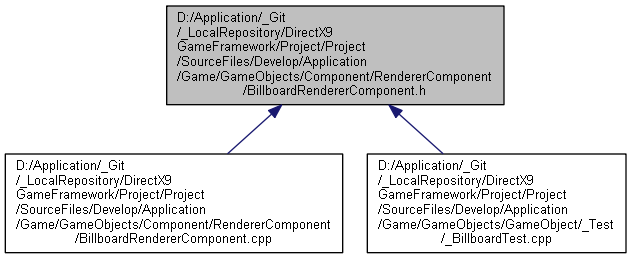 D:/Application/_Git
/_LocalRepository/DirectX9
GameFramework/Project/Project
/SourceFiles/Develop/Application
/Game/GameObjects/Component/RendererComponent
/BillboardRendererComponent.h
D:/Application/_Git
/_LocalRepository/DirectX9
GameFramework/Project/Project
/SourceFiles/Develop/Application
/Game/GameObjects/Component/RendererComponent
/BillboardRendererComponent.cpp
D:/Application/_Git
/_LocalRepository/DirectX9
GameFramework/Project/Project
/SourceFiles/Develop/Application
/Game/GameObjects/GameObject/_Test
/_BillboardTest.cpp